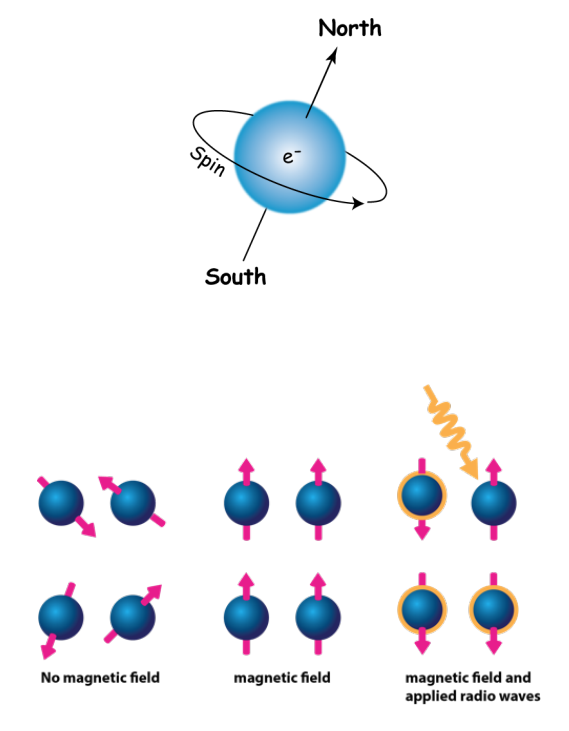 North
e⁻
Spin
South
No magnetic field
magnetic field
magnetic field and
applied radio waves